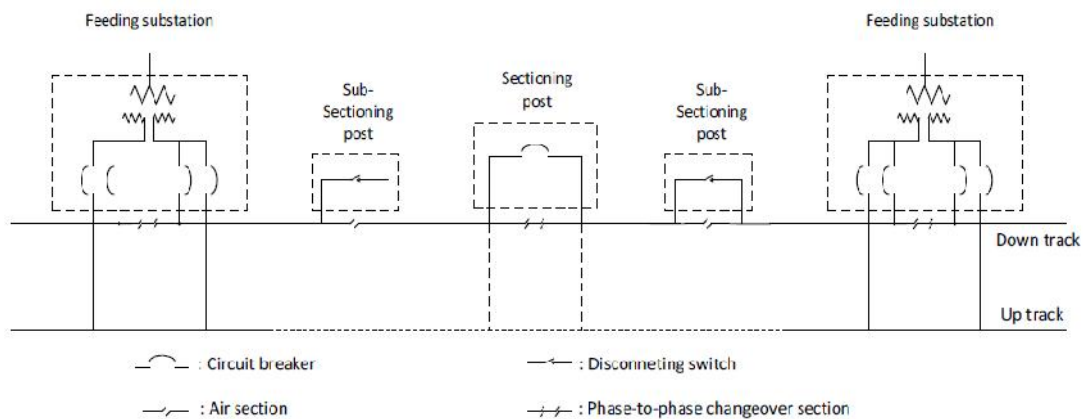 Feeding substation
Feeding substation
Sub-
Sectioning
post
Sectioning
post
Sub-
Sectioning
post
Down track
Up track
: Circuit breaker
: Disconneting switch
: Air section
: Phase-to-phase changeover section